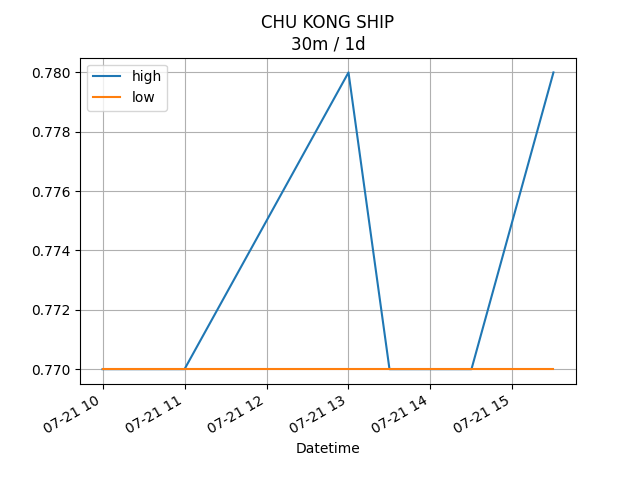 CHU KONG SHIP
30m / 1d
high
low
0.780
0.778
0.776
0.774
0.772
0.770
07-21 10
07-21 11
07-21 12
07-21 13
07-21 14
07-21 15
Datetime